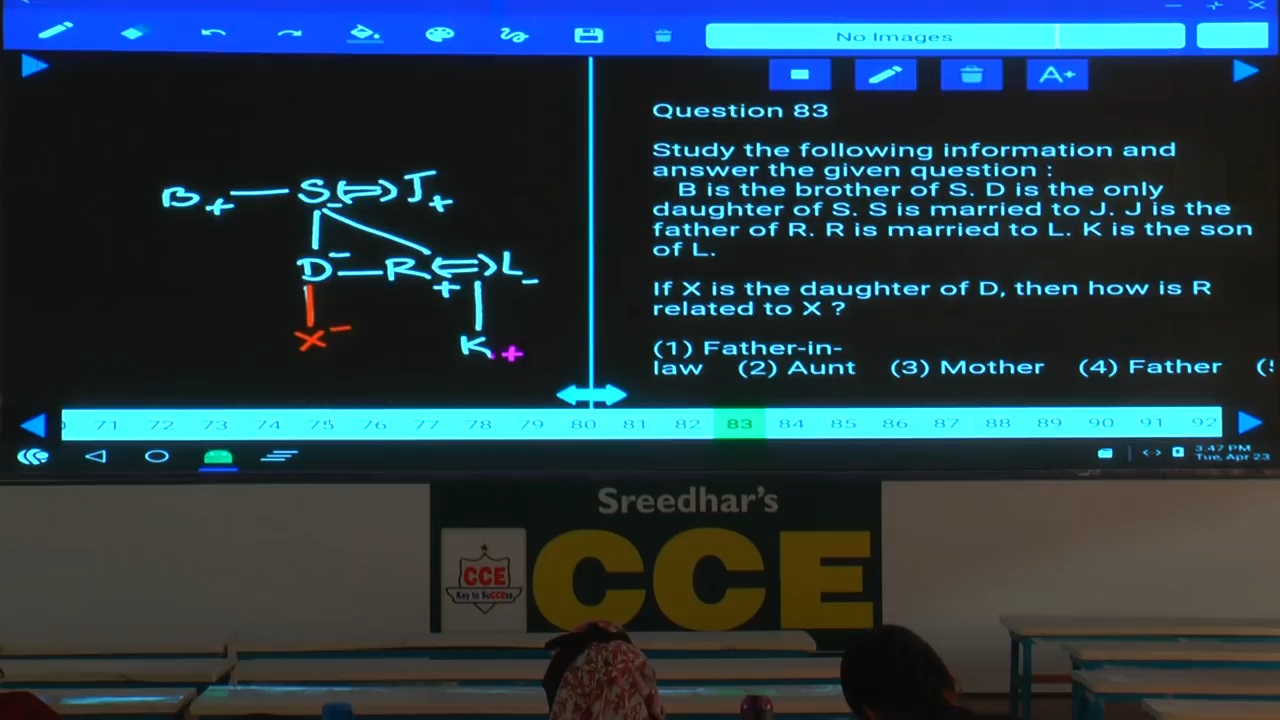 No Images
A+
Question 83
Study the following information and
answer the given question :
B is the brother of S. D is the only
daughter of S. S is married to J. J is the
father of R. R is married to L. K is the son
of L.
If X is the daughter of D, then how is R
related to X ?
(1) Father-in-
law (2) Aunt (3) Mother (4) Father
B+ — S- ⇔ J+
D- — R+ ⇔ L-
X- K+
71 72 73 74 75 76 77 78 79 80 81 82 83 84 85 86 87 88 89 90 91 92
3:47 PM
Tue, Apr 23
Sreedhar's
CCE
CCE
Key to SuCCEss